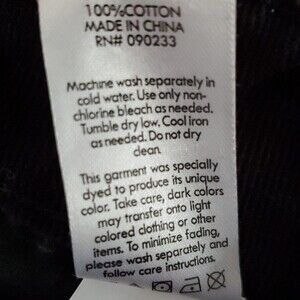 100%COTTON
MADE IN CHINA
RN# 090233
Machine wash separately in
cold water. Use only non-
chlorine bleach as needed.
Tumble dry low. Cool iron
as needed. Do not dry
clean.
This garment was specially
dyed to produce its unique
color. Take care, dark colors
may transfer onto light
colored clothing or other
items. To minimize fading,
please wash separately and
follow care instructions.